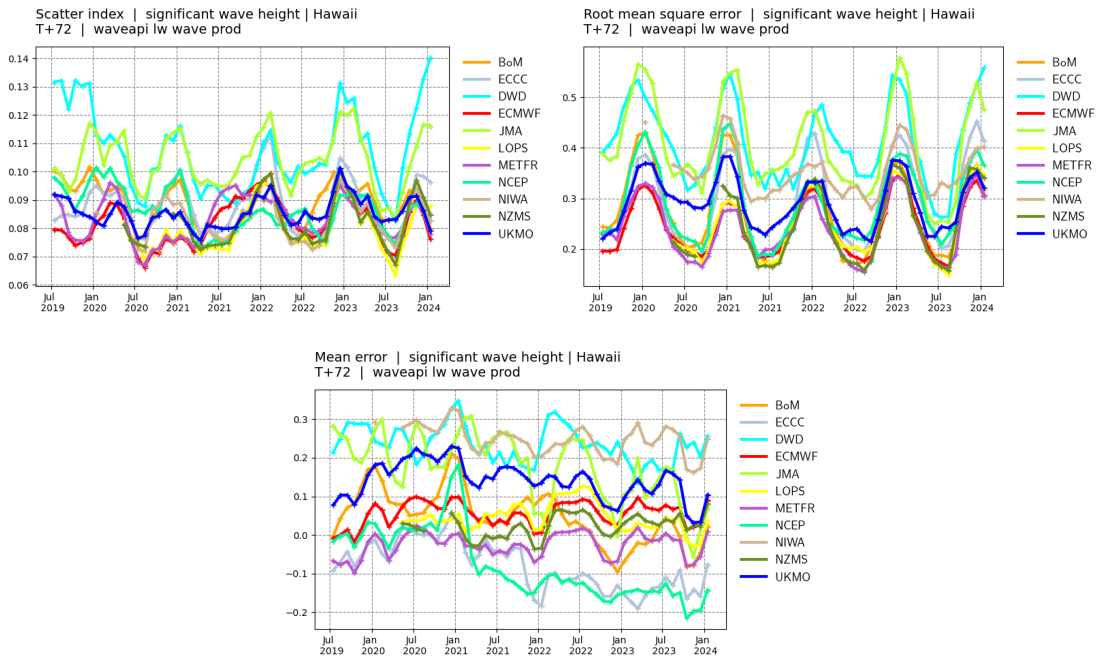 Scatter index | significant wave height | Hawaii
T+72 | waveapi lw wave prod
0.14
0.13
0.12
0.11
0.10
0.09
0.08
0.07
0.06
Jul 2019
Jan 2020
Jul 2020
Jan 2021
Jul 2021
Jan 2022
Jul 2022
Jan 2023
Jul 2023
Jan 2024
BoM
ECCC
DWD
ECMWF
JMA
LOPS
METFR
NCEP
NIWA
NZMS
UKMO
Root mean square error | significant wave height | Hawaii
T+72 | waveapi lw wave prod
0.5
0.4
0.3
0.2
Jul 2019
Jan 2020
Jul 2020
Jan 2021
Jul 2021
Jan 2022
Jul 2022
Jan 2023
Jul 2023
Jan 2024
BoM
ECCC
DWD
ECMWF
JMA
LOPS
METFR
NCEP
NIWA
NZMS
UKMO
Mean error | significant wave height | Hawaii
T+72 | waveapi lw wave prod
0.3
0.2
0.1
0.0
−0.1
−0.2
Jul 2019
Jan 2020
Jul 2020
Jan 2021
Jul 2021
Jan 2022
Jul 2022
Jan 2023
Jul 2023
Jan 2024
BoM
ECCC
DWD
ECMWF
JMA
LOPS
METFR
NCEP
NIWA
NZMS
UKMO